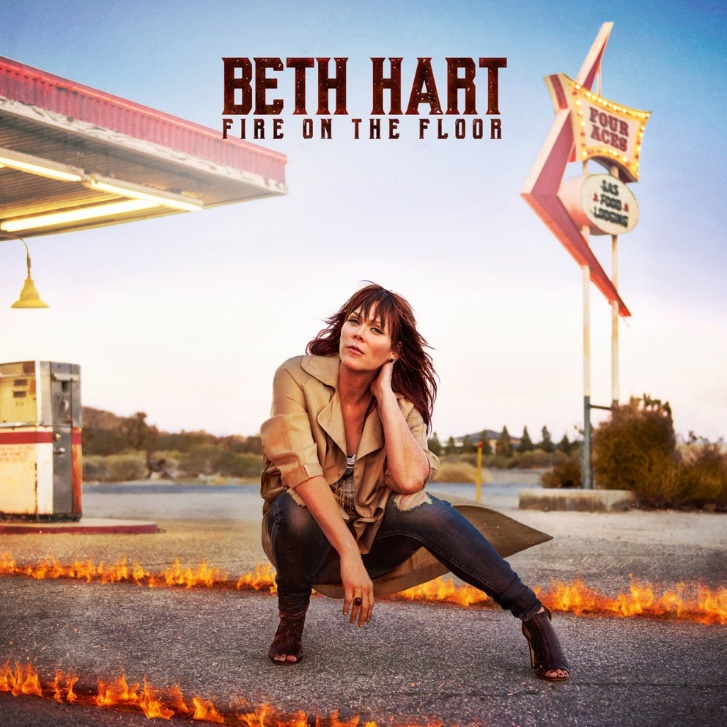 BETH HART
FIRE ON THE FLOOR
FOUR
ACES
GAS
FOOD
LODGING